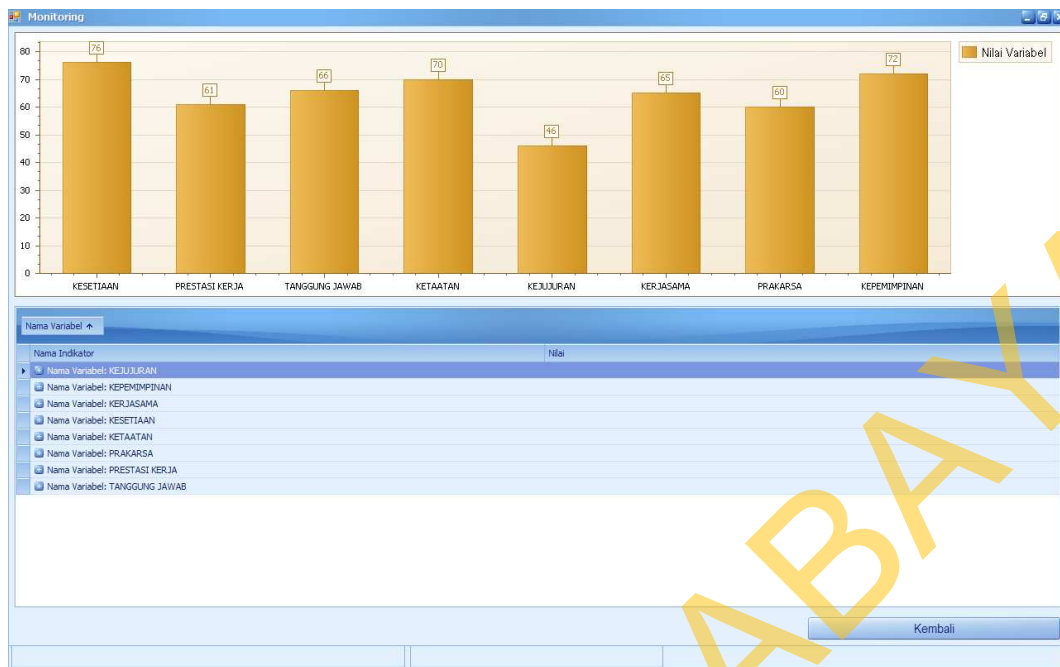 Monitoring
Nilai Variabel
80
70
60
50
40
30
20
10
0
76
61
66
70
46
65
60
72
KESETIAAN PRESTASI KERJA TANGGUNG JAWAB KETAATAN KEJUJURAN KERJASAMA PRAKARSA KEPEMIMPINAN
Nama Variabel
Nama Indikator Nilai
Nama Variabel: KEJUJURAN
Nama Variabel: KEPEMIMPINAN
Nama Variabel: KERJASAMA
Nama Variabel: KESETIAAN
Nama Variabel: KETAATAN
Nama Variabel: PRAKARSA
Nama Variabel: PRESTASI KERJA
Nama Variabel: TANGGUNG JAWAB
Kembali
ABAY